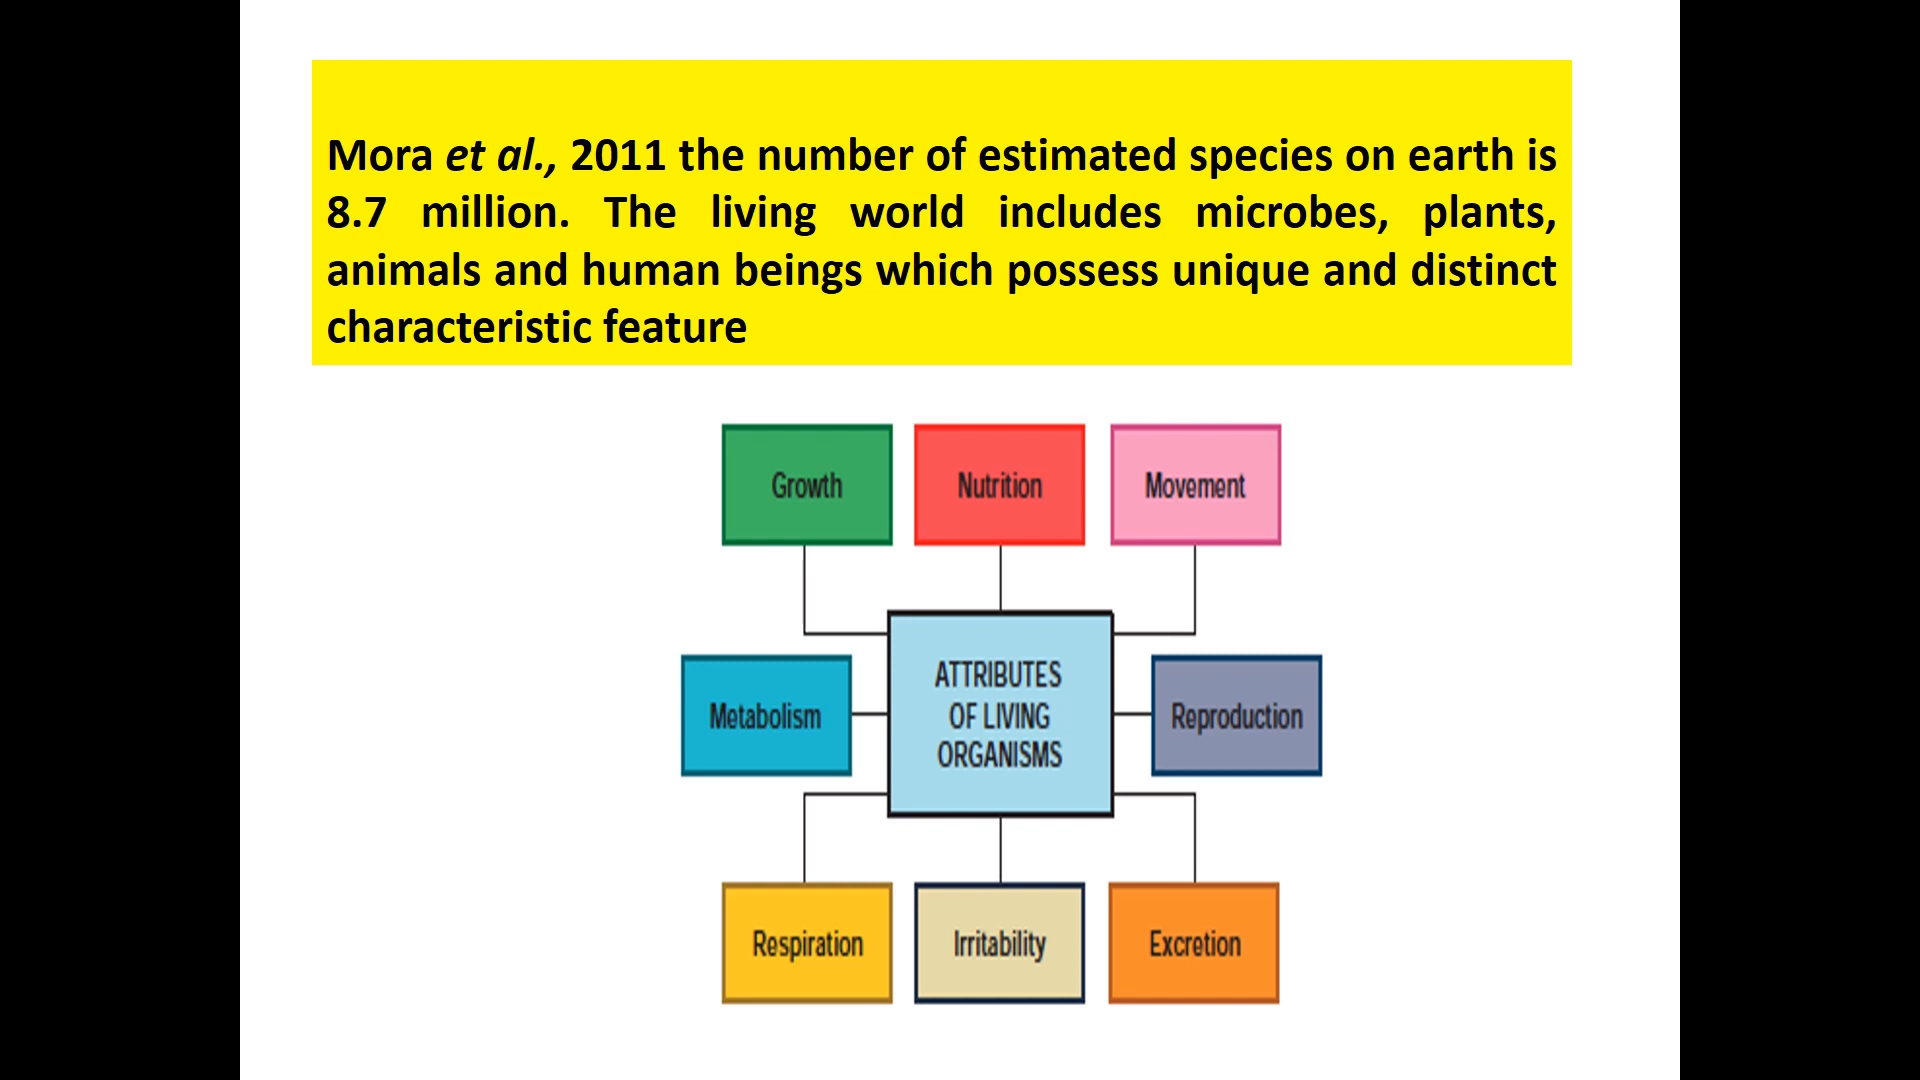 Mora et al., 2011 the number of estimated species on earth is
8.7 million. The living world includes microbes, plants,
animals and human beings which possess unique and distinct
characteristic feature
Growth
Nutrition
Movement
Metabolism
ATTRIBUTES
OF LIVING
ORGANISMS
Reproduction
Respiration
Irritability
Excretion